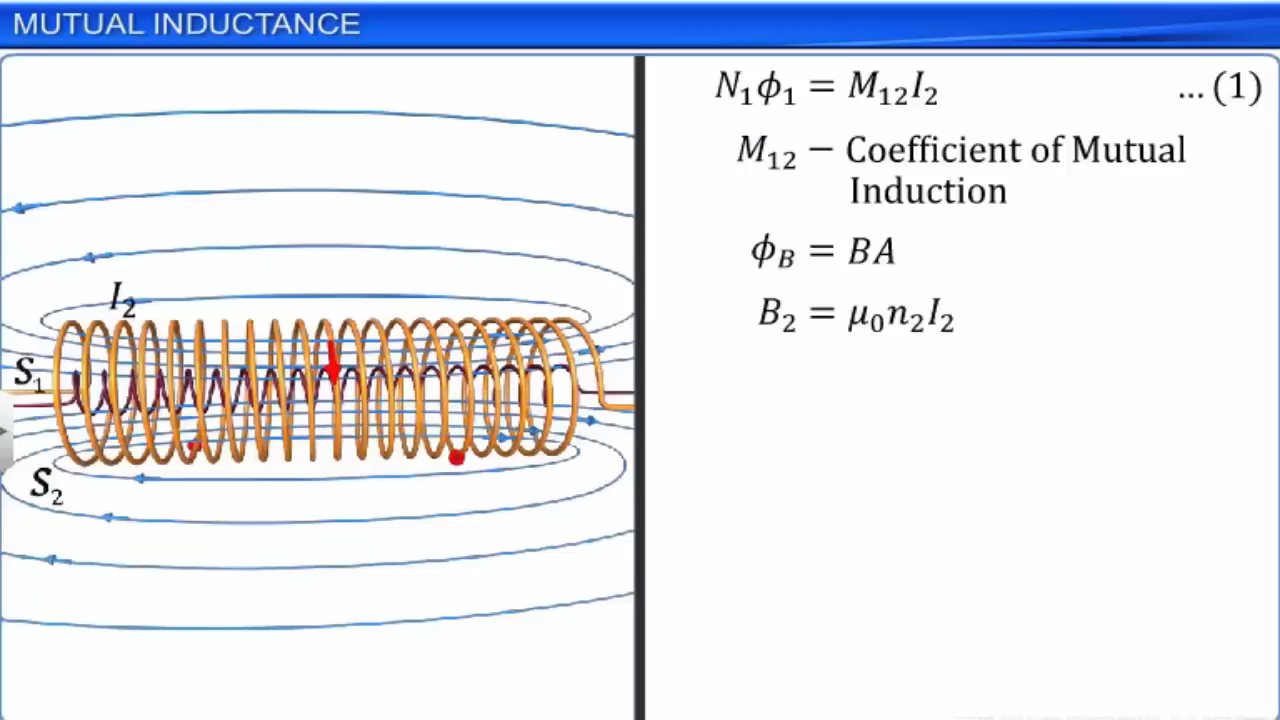 MUTUAL INDUCTANCE
N₁ϕ₁ = M₁₂I₂ ... (1)
M₁₂ − Coefficient of Mutual
Induction
ϕ_B = BA
B₂ = μ₀n₂I₂
I₂
S₁
S₂